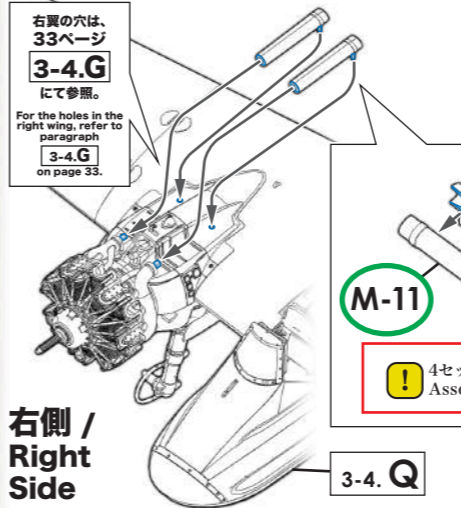 右翼の穴は、
33ページ
3-4.G
にて参照。
For the holes in the
right wing, refer to
paragraph
3-4.G
on page 33.
M-11
!
4セッ
Asse
右側 /
Right
Side
3-4. Q